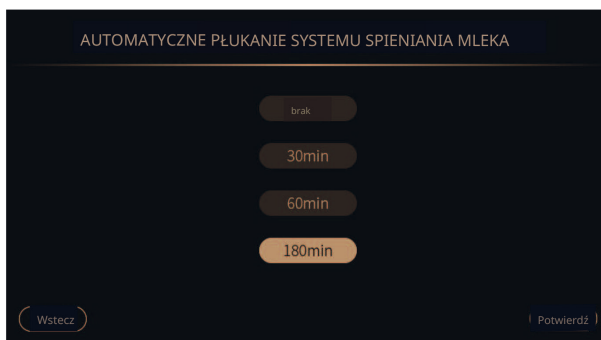 AUTOMATYCZNE PŁUKANIE SYSTEMU SPIENIANIA MLEKA
brak
30min
60min
180min
Wstecz
Potwierdź